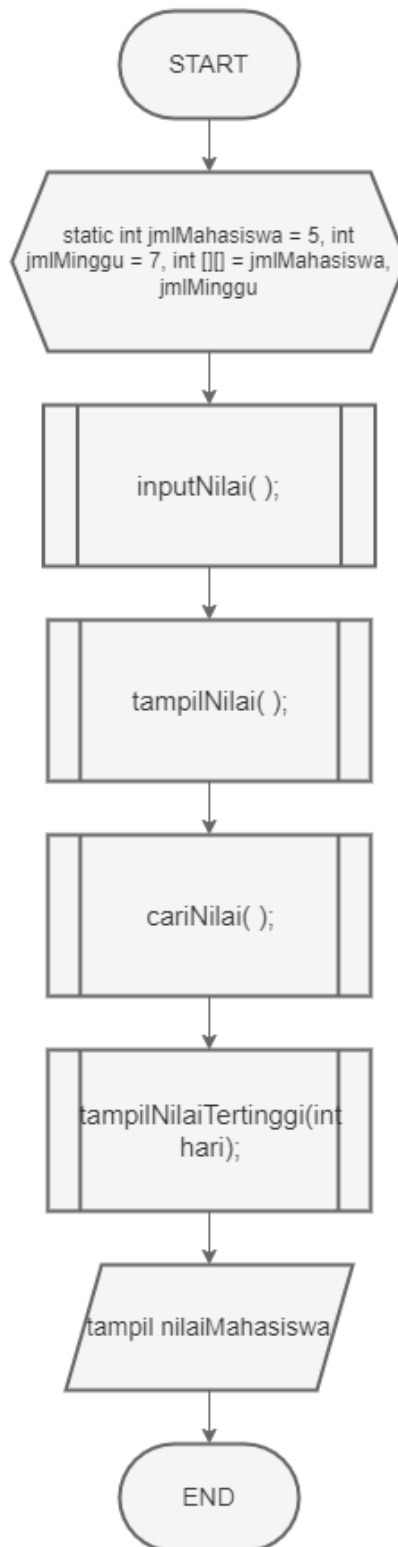 START
static int jmlMahasiswa = 5, int
jmlMinggu = 7, int [][] = jmlMahasiswa,
jmlMinggu
inputNilai( );
tampilNilai( );
cariNilai( );
tampilNilaiTertinggi(int
hari);
tampil nilaiMahasiswa
END